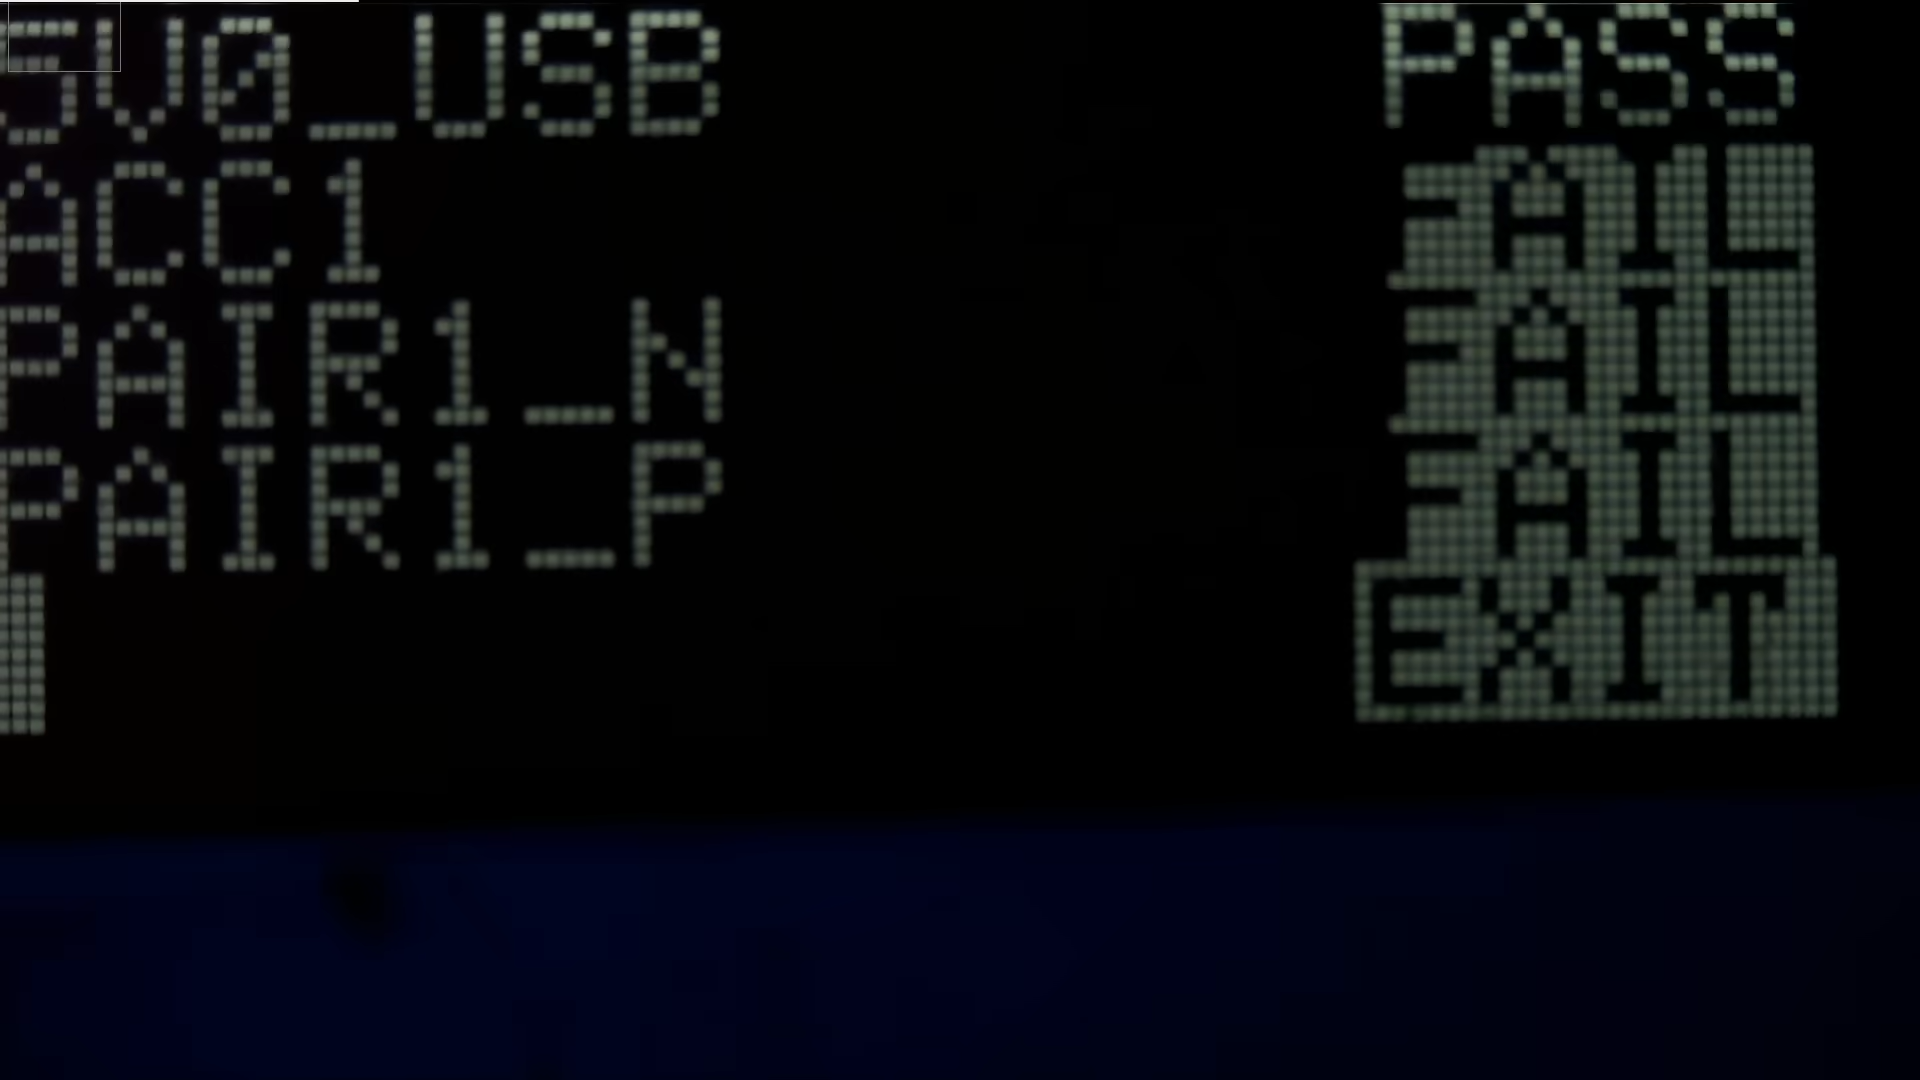 5V0_USB PASS
ACC1 FAIL
PAIR1_N FAIL
PAIR1_P FAIL
EXIT